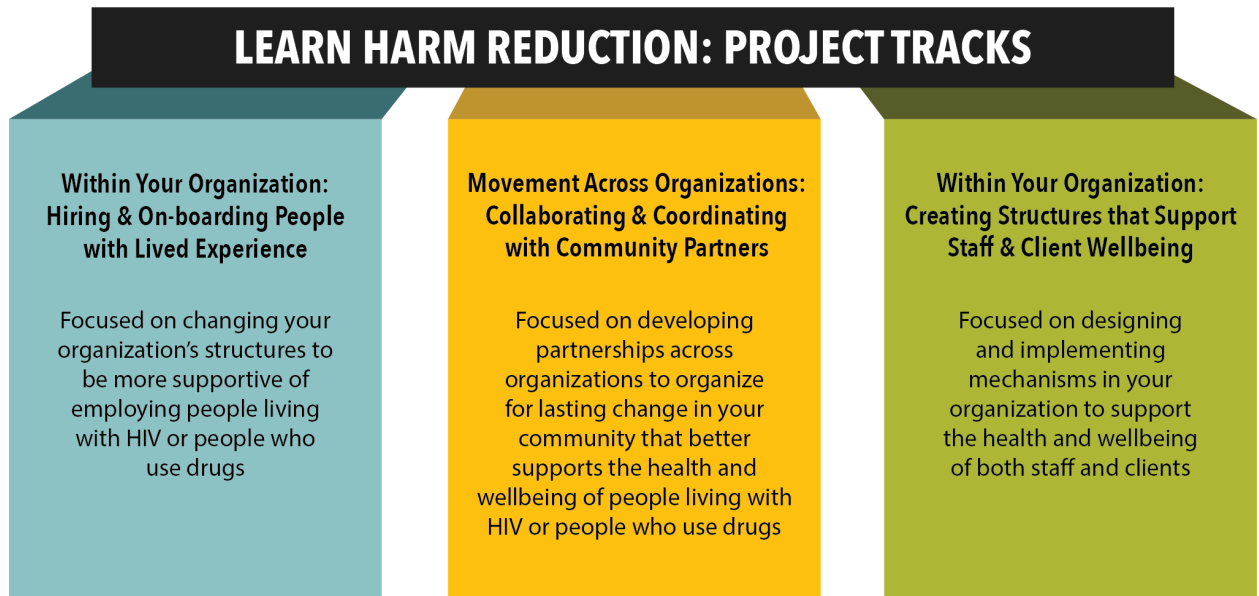 LEARN HARM REDUCTION: PROJECT TRACKS
Within Your Organization:
Hiring & On-boarding People
with Lived Experience
Focused on changing your
organization’s structures to
be more supportive of
employing people living
with HIV or people who
use drugs
Movement Across Organizations:
Collaborating & Coordinating
with Community Partners
Focused on developing
partnerships across
organizations to organize
for lasting change in your
community that better
supports the health and
wellbeing of people living with
HIV or people who use drugs
Within Your Organization:
Creating Structures that Support
Staff & Client Wellbeing
Focused on designing
and implementing
mechanisms in your
organization to support
the health and wellbeing
of both staff and clients